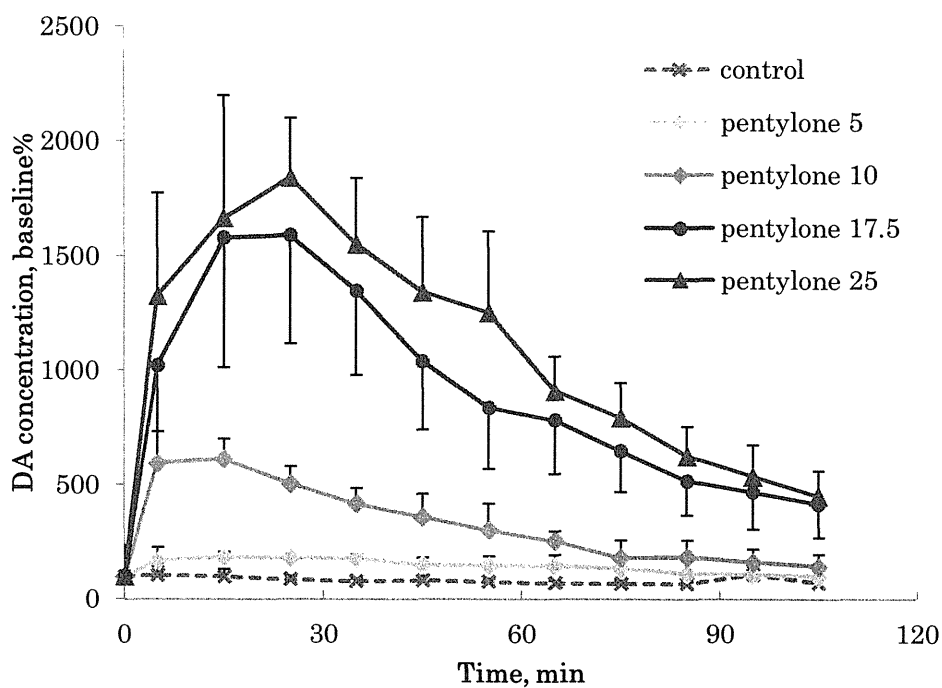 2500
2000
1500
1000
500
0
DA concentration, baseline%
control
pentylone 5
pentylone 10
pentylone 17.5
pentylone 25
0 30 60 90 120
Time, min